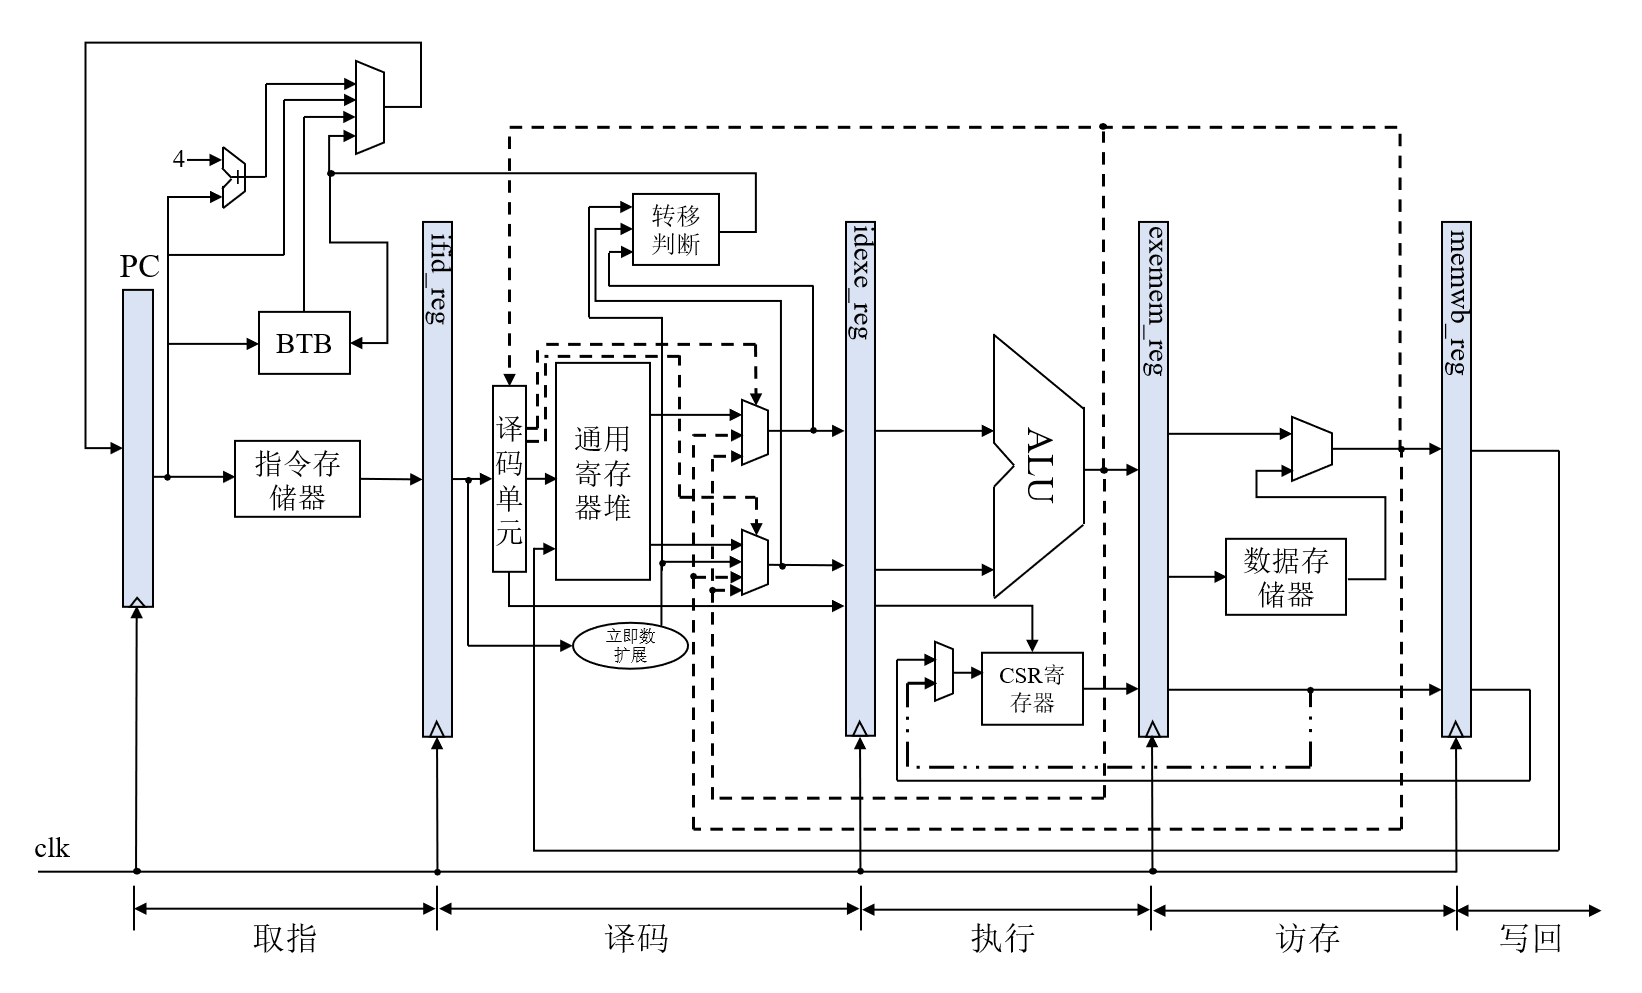 4
PC
BTB
指令存
储器
ifid_reg
译
码
单
元
通用
寄存
器堆
转移
判断
立即数
扩展
idexe_reg
ALU
CSR寄
存器
exemem_reg
数据存
储器
memwb_reg
clk
取指
译码
执行
访存
写回